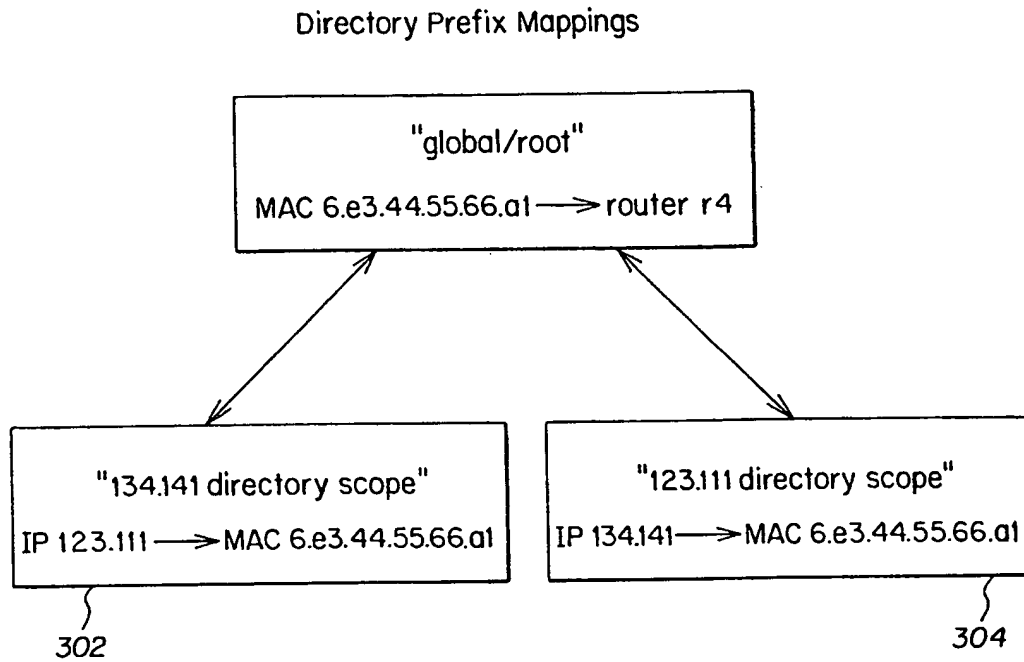 Directory Prefix Mappings
"global/root"
MAC 6.e3.44.55.66.a1 → router r4
"134.141 directory scope"
IP 123.111 → MAC 6.e3.44.55.66.a1
302
"123.111 directory scope"
IP 134.141 → MAC 6.e3.44.55.66.a1
304